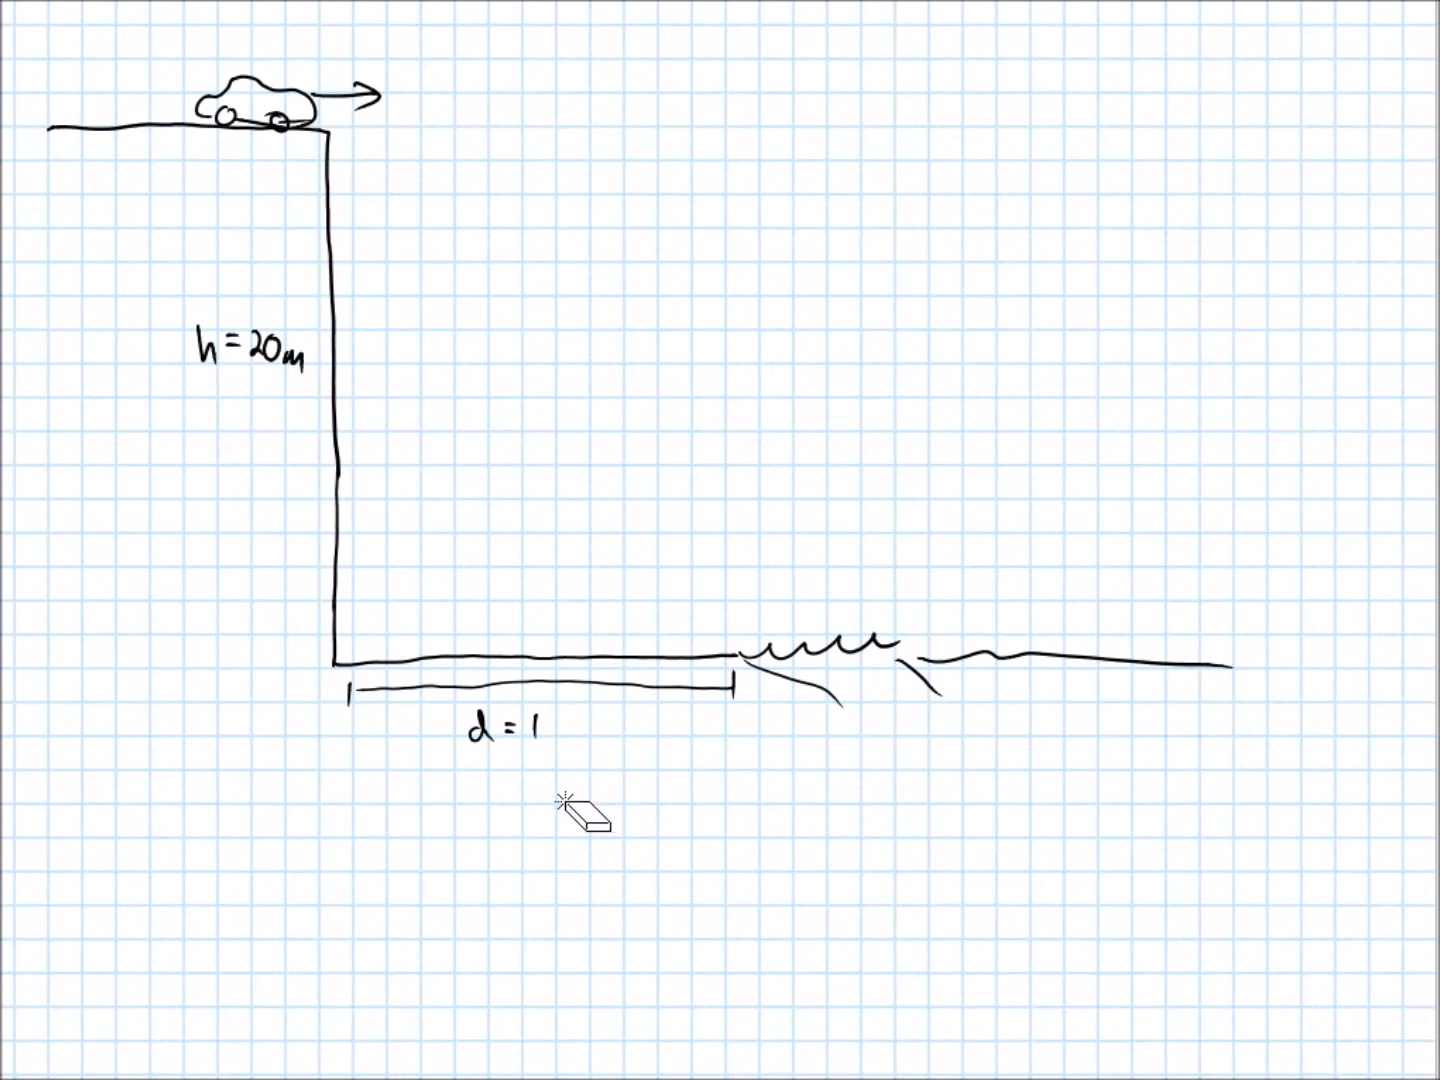 h = 20m
d = 1